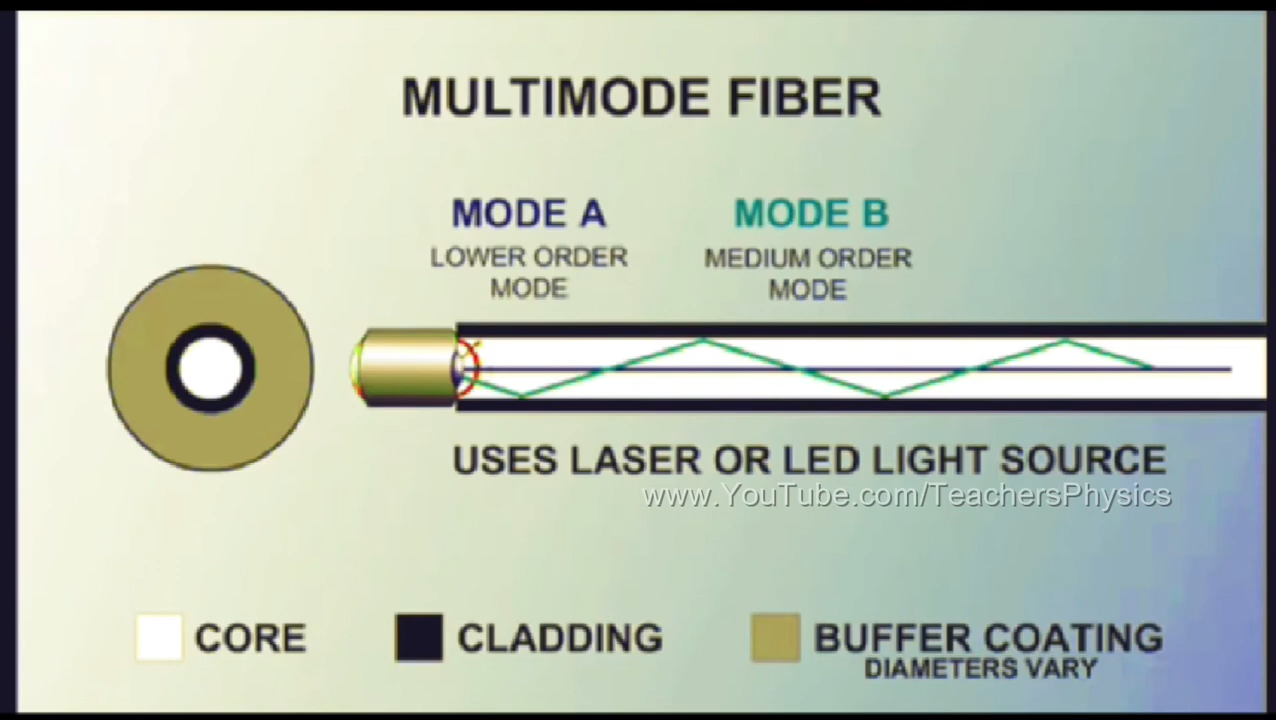 MULTIMODE FIBER
MODE A
LOWER ORDER
MODE
MODE B
MEDIUM ORDER
MODE
USES LASER OR LED LIGHT SOURCE
www.YouTube.com/TeachersPhysics
CORE
CLADDING
BUFFER COATING
DIAMETERS VARY